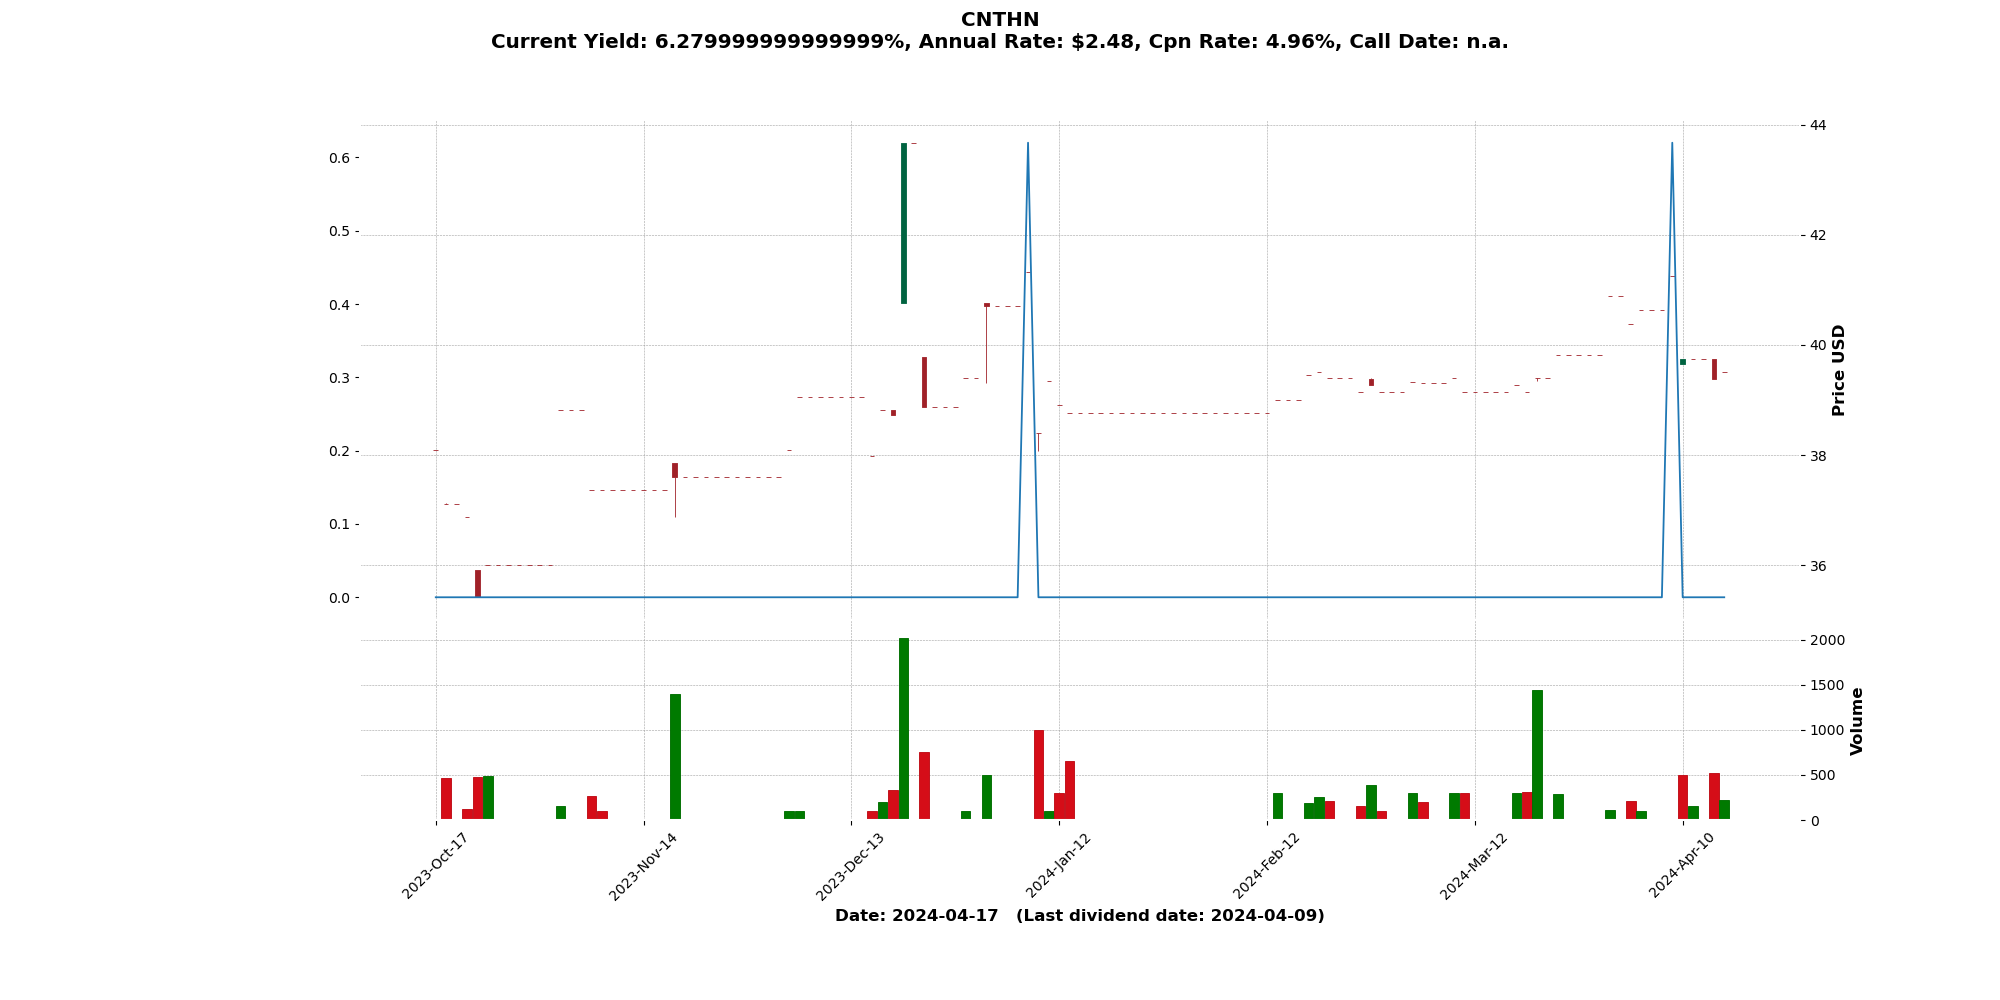 CNTHN
Current Yield: 6.279999999999999%, Annual Rate: $2.48, Cpn Rate: 4.96%, Call Date: n.a.
0.6
0.5
0.4
0.3
0.2
0.1
0.0
44
42
40
38
36
Price USD
2000
1500
1000
500
0
Volume
2023-Oct-17
2023-Nov-14
2023-Dec-13
2024-Jan-12
2024-Feb-12
2024-Mar-12
2024-Apr-10
Date: 2024-04-17   (Last dividend date: 2024-04-09)